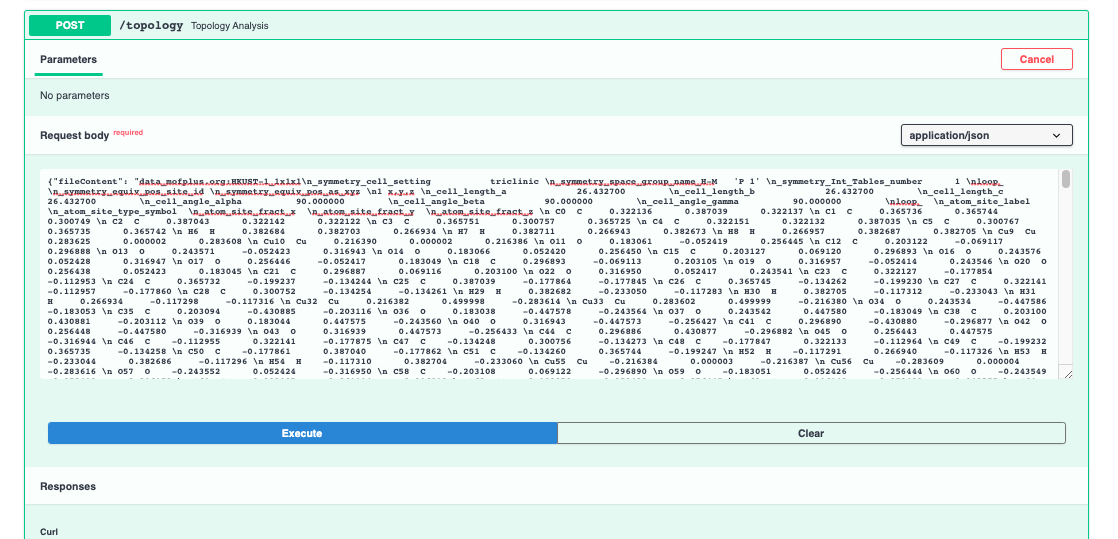 POST /topology Topology Analysis
Parameters
Cancel
No parameters
Request body required
application/json
{"fileContent": "data_mofplus.org:HKUST-1_1x1x1\n_symmetry_cell_setting triclinic \n_symmetry_space_group_name_H-M 'P 1' \n_symmetry_Int_Tables_number 1 \nloop_
\n_symmetry_equiv_pos_site_id \n_symmetry_equiv_pos_as_xyz \n1 x,y,z \n_cell_length_a 26.432700 \n_cell_length_b 26.432700 \n_cell_length_c
26.432700 \n_cell_angle_alpha 90.000000 \n_cell_angle_beta 90.000000 \n_cell_angle_gamma 90.000000 \nloop_ \n_atom_site_label
\n_atom_site_type_symbol \n_atom_site_fract_x \n_atom_site_fract_y \n_atom_site_fract_z \n C0 C 0.322136 0.387039 0.322137 \n C1 C 0.365736 0.365744
0.300749 \n C2 C 0.387043 0.322142 0.322122 \n C3 C 0.365751 0.300757 0.365725 \n C4 C 0.322151 0.322132 0.387035 \n C5 C 0.300767
0.365735 0.365742 \n H6 H 0.382684 0.382703 0.266934 \n H7 H 0.382711 0.266943 0.382673 \n H8 H 0.266957 0.382687 0.382705 \n Cu9 Cu
0.283625 0.000002 0.283608 \n Cu10 Cu 0.216390 0.000002 0.216386 \n O11 O 0.183061 -0.052419 0.256445 \n C12 C 0.203122 -0.069117
0.296888 \n O13 O 0.243571 -0.052423 0.316943 \n O14 O 0.183066 0.052420 0.256450 \n C15 C 0.203127 0.069120 0.296893 \n O16 O 0.243576
0.052428 0.316947 \n O17 O 0.256446 -0.052417 0.183049 \n C18 C 0.296893 -0.069113 0.203105 \n O19 O 0.316957 -0.052414 0.243546 \n O20 O
0.256438 0.052423 0.183045 \n C21 C 0.296887 0.069116 0.203100 \n O22 O 0.316950 0.052417 0.243541 \n C23 C 0.322127 -0.177854
-0.112953 \n C24 C 0.365732 -0.199237 -0.134244 \n C25 C 0.387039 -0.177864 -0.177845 \n C26 C 0.365745 -0.134262 -0.199230 \n C27 C 0.322141
-0.112957 -0.177860 \n C28 C 0.300752 -0.134254 -0.134261 \n H29 H 0.382682 -0.233050 -0.117283 \n H30 H 0.382705 -0.117312 -0.233043 \n H31
H 0.266934 -0.117298 -0.117316 \n Cu32 Cu 0.216382 0.499998 -0.283614 \n Cu33 Cu 0.283602 0.499999 -0.216380 \n O34 O 0.243534 -0.447586
-0.183053 \n C35 C 0.203094 -0.430885 -0.203116 \n O36 O 0.183038 -0.447578 -0.243564 \n O37 O 0.243542 0.447580 -0.183049 \n C38 C 0.203100
0.430881 -0.203112 \n O39 O 0.183044 0.447575 -0.243560 \n O40 O 0.316943 -0.447573 -0.256427 \n C41 C 0.296890 -0.430880 -0.296877 \n O42 O
0.256448 -0.447580 -0.316939 \n O43 O 0.316939 0.447573 -0.256433 \n C44 C 0.296886 0.430877 -0.296882 \n O45 O 0.256443 0.447575
-0.316944 \n C46 C -0.112955 0.322141 -0.177875 \n C47 C -0.134248 0.300756 -0.134273 \n C48 C -0.177847 0.322133 -0.112964 \n C49 C -0.199232
0.365735 -0.134258 \n C50 C -0.177861 0.387040 -0.177862 \n C51 C -0.134260 0.365744 -0.199247 \n H52 H -0.117291 0.266940 -0.117326 \n H53 H
-0.233044 0.382686 -0.117296 \n H54 H -0.117310 0.382704 -0.233060 \n Cu55 Cu -0.216384 0.000003 -0.216387 \n Cu56 Cu -0.283609 0.000004
-0.283616 \n O57 O -0.243552 0.052424 -0.316950 \n C58 C -0.203108 0.069122 -0.296890 \n O59 O -0.183051 0.052426 -0.256444 \n O60 O -0.243549
Execute
Clear
Responses
Curl